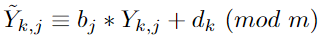 Ỹ_{k,j} ≡ b_j * Y_{k,j} + d_k (mod m)